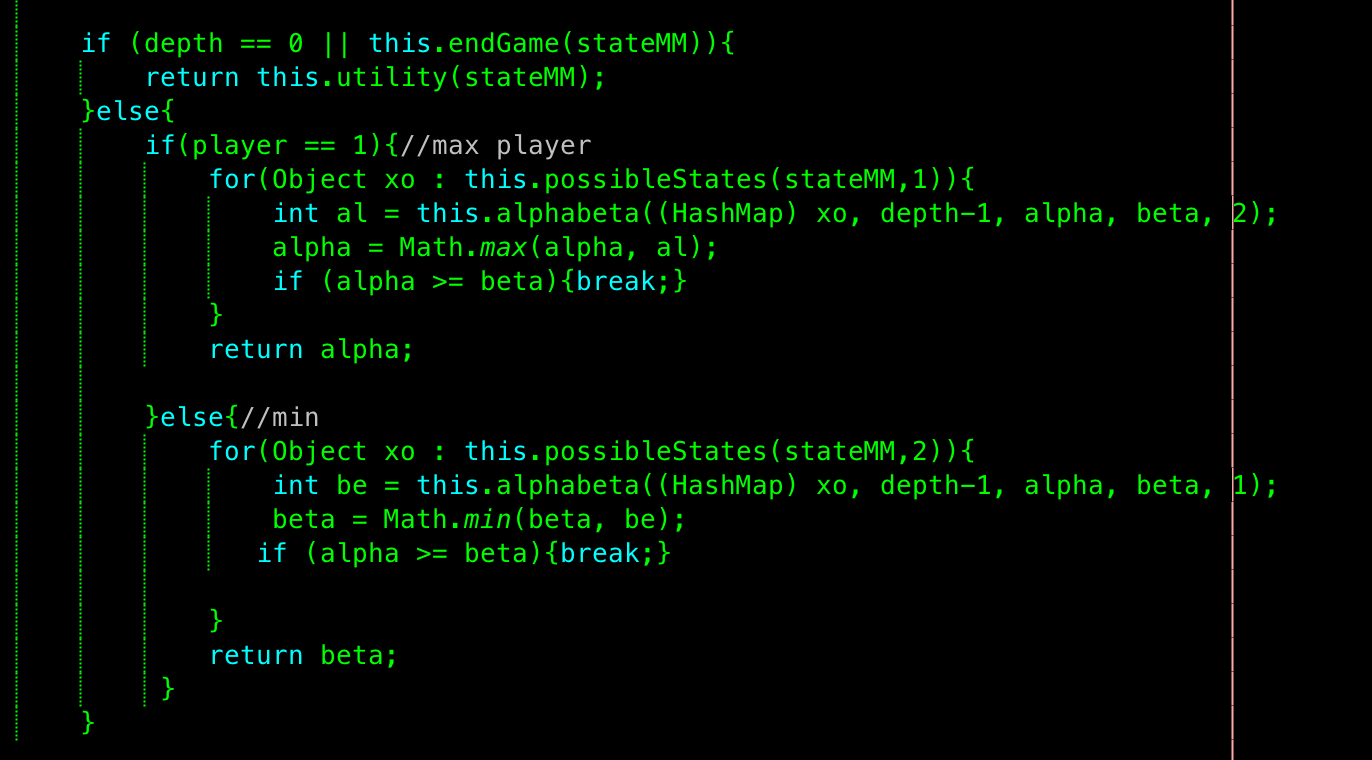 if (depth == 0 || this.endGame(stateMM)){
return this.utility(stateMM);
}else{
if(player == 1){//max player
for(Object xo : this.possibleStates(stateMM,1)){
int al = this.alphabeta((HashMap) xo, depth-1, alpha, beta, 2);
alpha = Math.max(alpha, al);
if (alpha >= beta){break;}
}
return alpha;
}else{//min
for(Object xo : this.possibleStates(stateMM,2)){
int be = this.alphabeta((HashMap) xo, depth-1, alpha, beta, 1);
beta = Math.min(beta, be);
if (alpha >= beta){break;}
}
return beta;
}
}